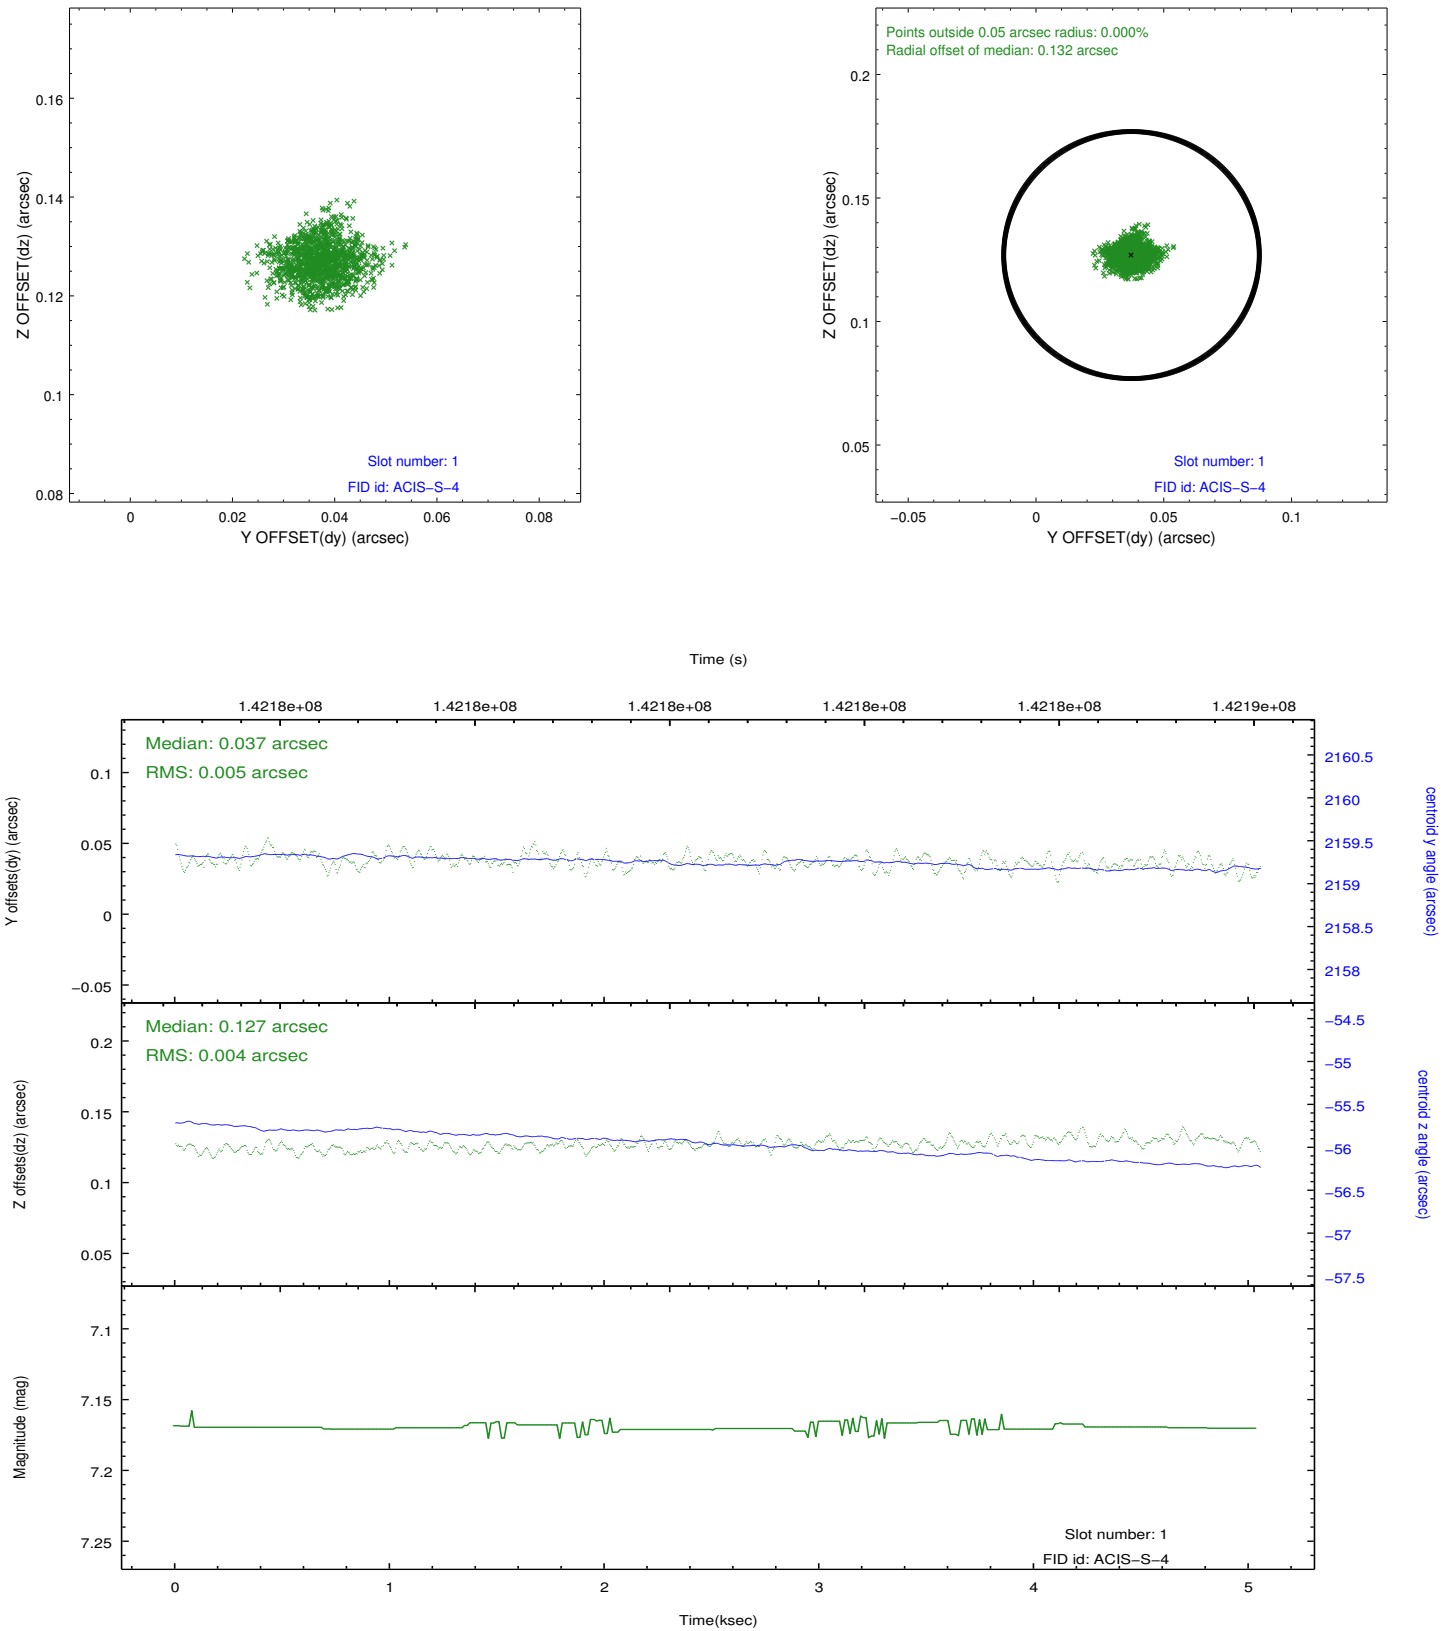 0.16
0.14
0.12
0.1
0.08
Z OFFSET(dz) (arcsec)
Slot number: 1
FID id: ACIS−S−4
0 0.02 0.04 0.06 0.08
Y OFFSET(dy) (arcsec)
Points outside 0.05 arcsec radius: 0.000%
Radial offset of median: 0.132 arcsec
0.2
0.15
0.1
0.05
Z OFFSET(dz) (arcsec)
Slot number: 1
FID id: ACIS−S−4
−0.05 0 0.05 0.1
Y OFFSET(dy) (arcsec)
Time (s)
1.4218e+08 1.4218e+08 1.4218e+08 1.4218e+08 1.4218e+08 1.4219e+08
Median: 0.037 arcsec
RMS: 0.005 arcsec
0.1
0.05
0
−0.05
Y offsets(dy) (arcsec)
2160.5
2160
2159.5
2159
2158.5
2158
centroid y angle (arcsec)
Median: 0.127 arcsec
RMS: 0.004 arcsec
0.2
0.15
0.1
0.05
Z offsets(dz) (arcsec)
−54.5
−55
−55.5
−56
−56.5
−57
−57.5
centroid z angle (arcsec)
7.1
7.15
7.2
7.25
Magnitude (mag)
Slot number: 1
FID id: ACIS−S−4
0 1 2 3 4 5
Time(ksec)